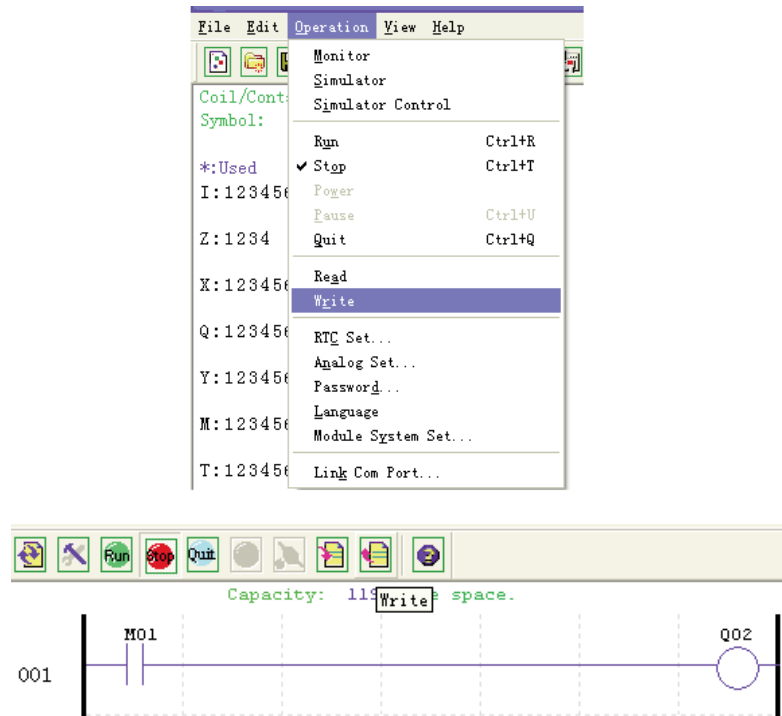 File Edit Operation View Help
Monitor
Simulator
Coil/Cont
Simulator Control
Symbol:
Run Ctrl+R
*:Used ✔ Stop Ctrl+T
I:123456 Power
Pause Ctrl+U
Z:1234 Quit Ctrl+Q
X:123456 Read
Write
Q:123456 RTC Set...
Analog Set...
Y:123456 Password...
Language
M:123456 Module System Set...
T:123456 Link Com Port...
Run Stop Quit
Capacity: 119 Write space.
M01 Q02
001